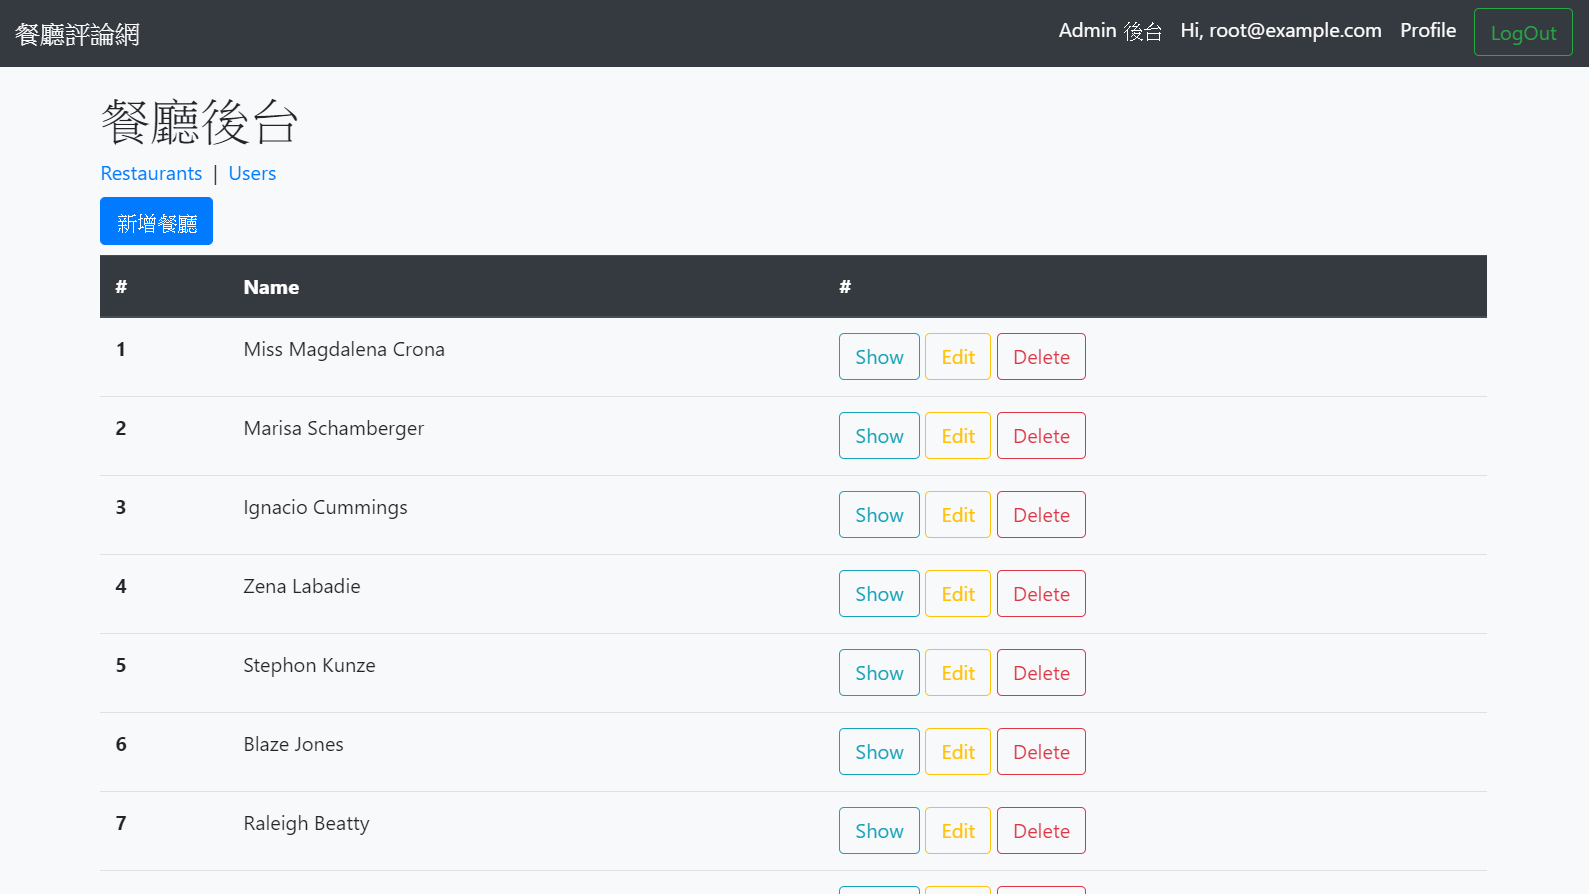 餐廳評論網 Admin 後台 Hi, root@example.com Profile LogOut
餐廳後台
Restaurants | Users
新增餐廳
# Name #
1 Miss Magdalena Crona Show Edit Delete
2 Marisa Schamberger Show Edit Delete
3 Ignacio Cummings Show Edit Delete
4 Zena Labadie Show Edit Delete
5 Stephon Kunze Show Edit Delete
6 Blaze Jones Show Edit Delete
7 Raleigh Beatty Show Edit Delete